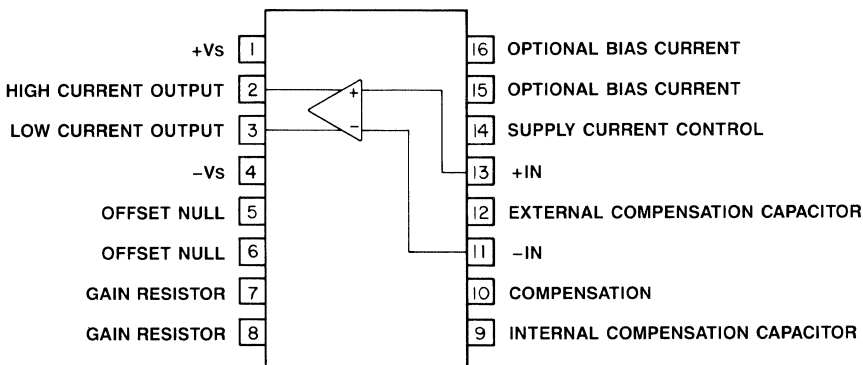 +Vs 1
HIGH CURRENT OUTPUT 2
LOW CURRENT OUTPUT 3
-Vs 4
OFFSET NULL 5
OFFSET NULL 6
GAIN RESISTOR 7
GAIN RESISTOR 8
+
−
16 OPTIONAL BIAS CURRENT
15 OPTIONAL BIAS CURRENT
14 SUPPLY CURRENT CONTROL
13 +IN
12 EXTERNAL COMPENSATION CAPACITOR
11 -IN
10 COMPENSATION
9 INTERNAL COMPENSATION CAPACITOR